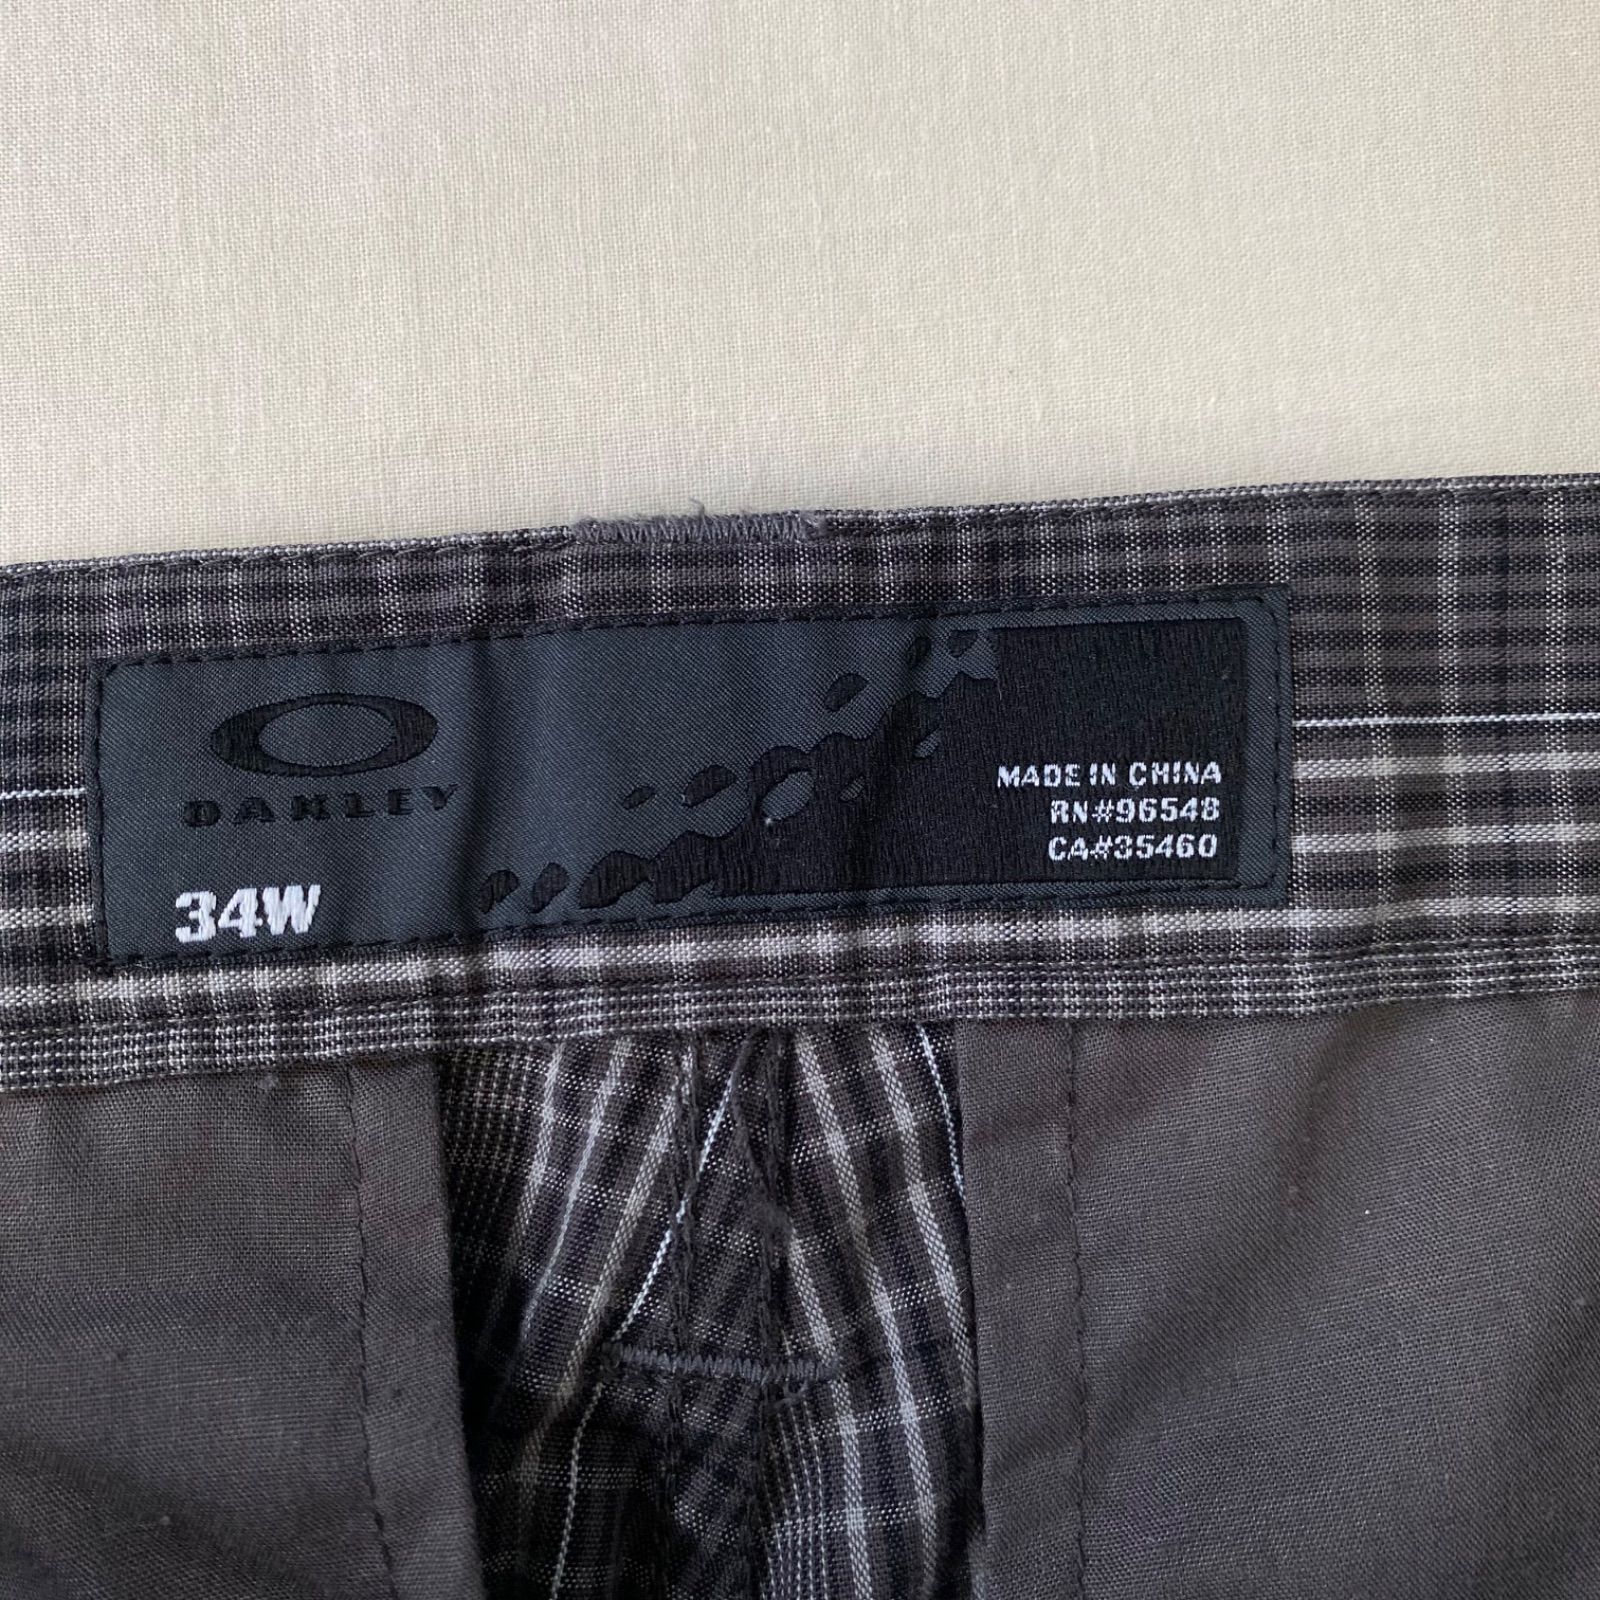 OAKLEY
34W
MADE IN CHINA
RN#96548
CA#35460